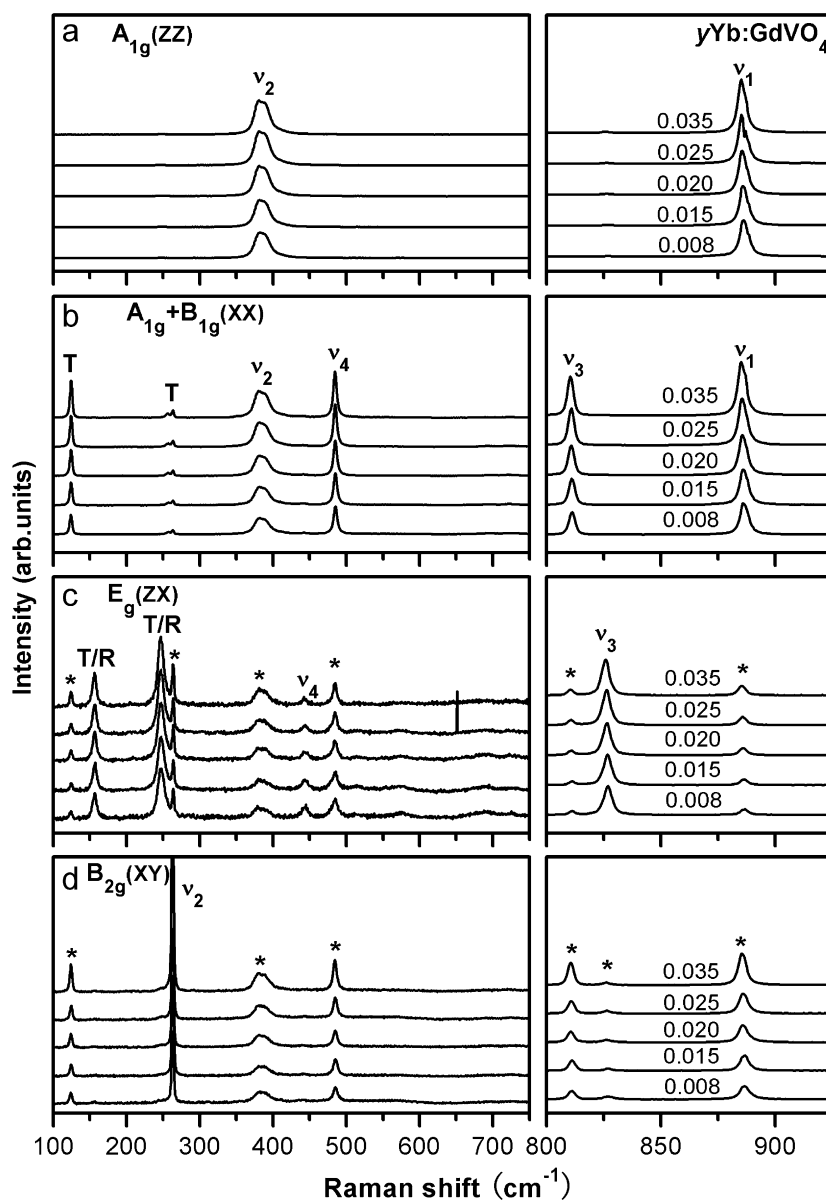 a A1g(ZZ) yYb:GdVO4
ν2 ν1
0.035
0.025
0.020
0.015
0.008
b A1g+B1g(XX)
T T ν2 ν4 ν3 ν1
0.035
0.025
0.020
0.015
0.008
c Eg(ZX)
* T/R T/R * * ν4 * * ν3 *
0.035
0.025
0.020
0.015
0.008
d B2g(XY)
* ν2 * * * * *
0.035
0.025
0.020
0.015
0.008
100 200 300 400 500 600 700 800 850 900
Raman shift (cm-1)
Intensity (arb.units)